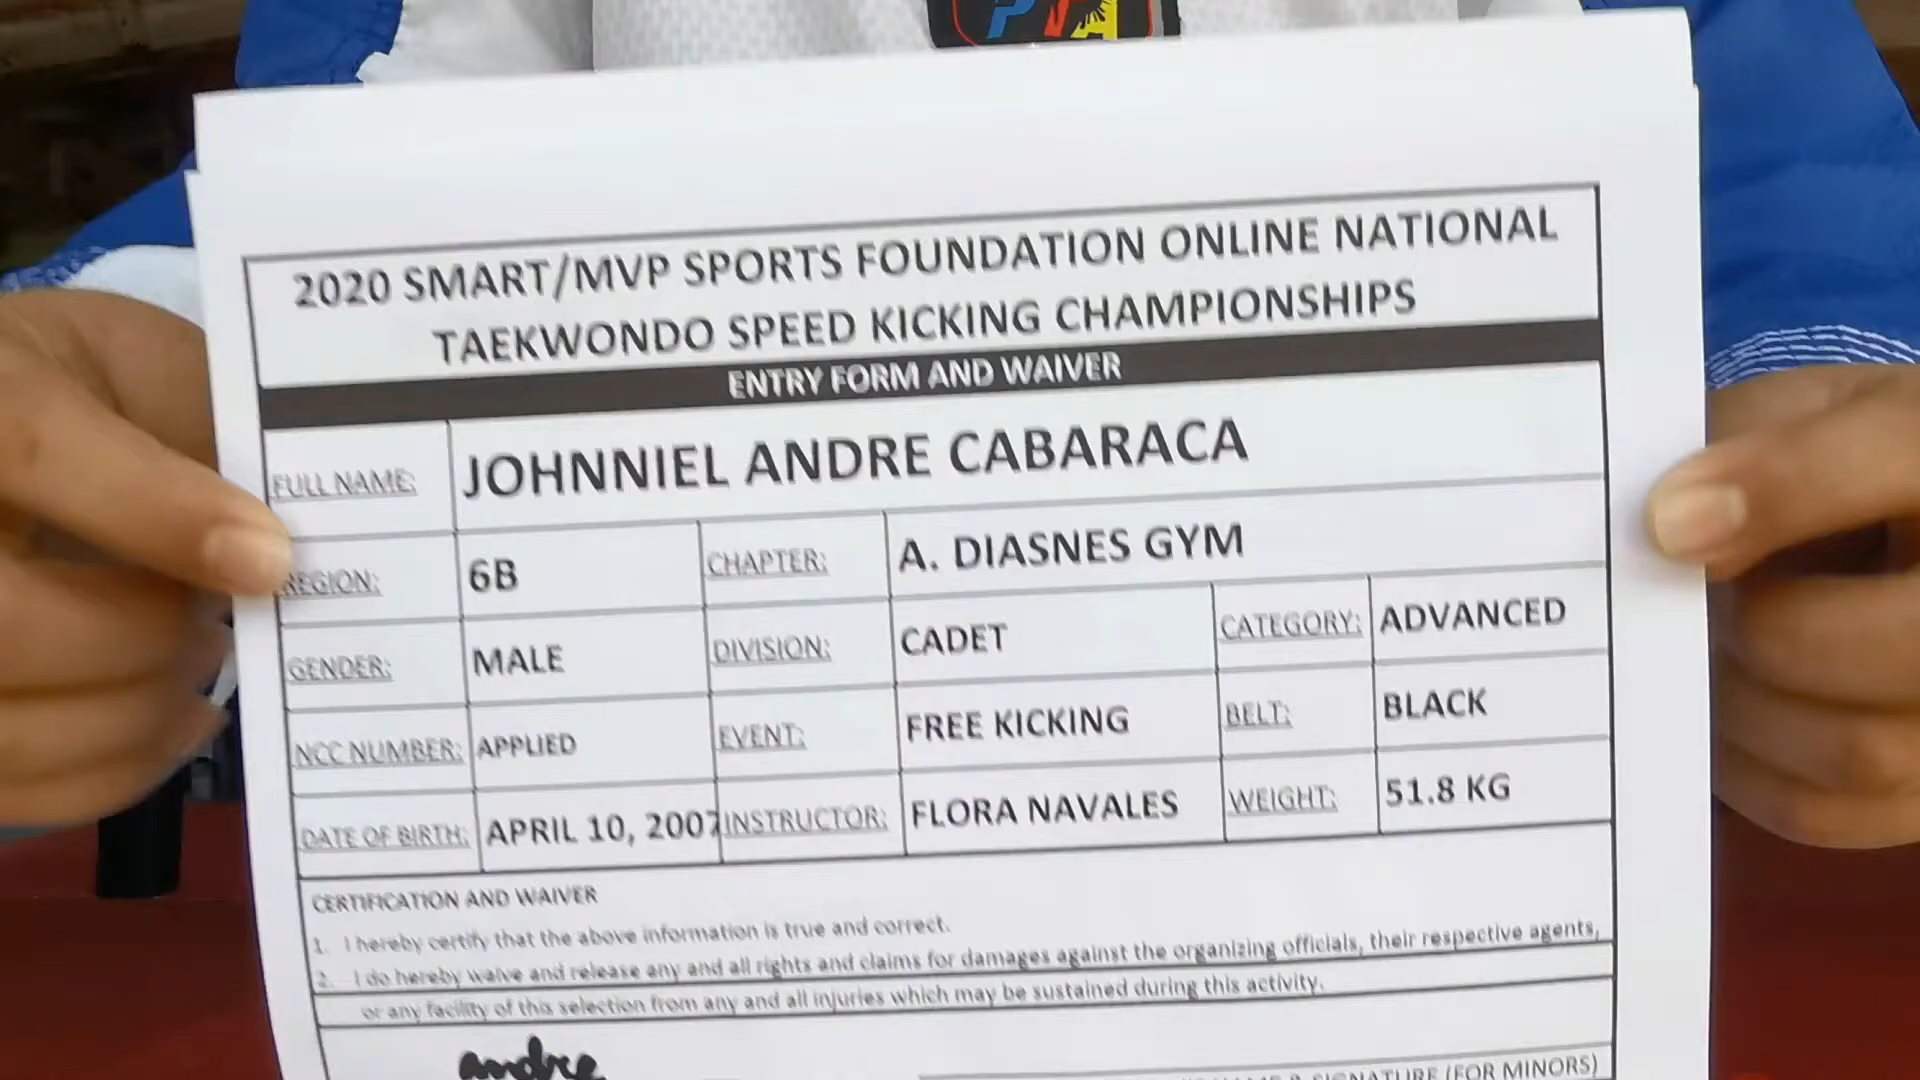 2020 SMART/MVP SPORTS FOUNDATION ONLINE NATIONAL
TAEKWONDO SPEED KICKING CHAMPIONSHIPS
ENTRY FORM AND WAIVER
FULL NAME: JOHNNIEL ANDRE CABARACA
REGION: 6B CHAPTER: A. DIASNES GYM
GENDER: MALE DIVISION: CADET CATEGORY: ADVANCED
NCC NUMBER: APPLIED EVENT: FREE KICKING BELT: BLACK
DATE OF BIRTH: APRIL 10, 2007 INSTRUCTOR: FLORA NAVALES WEIGHT: 51.8 KG
CERTIFICATION AND WAIVER
1. I hereby certify that the above information is true and correct.
2. I do hereby waive and release any and all rights and claims for damages against the organizing officials, their respective agents,
or any facility of this selection from any and all injuries which may be sustained during this activity.
andre
SIGNATURE (FOR MINORS)